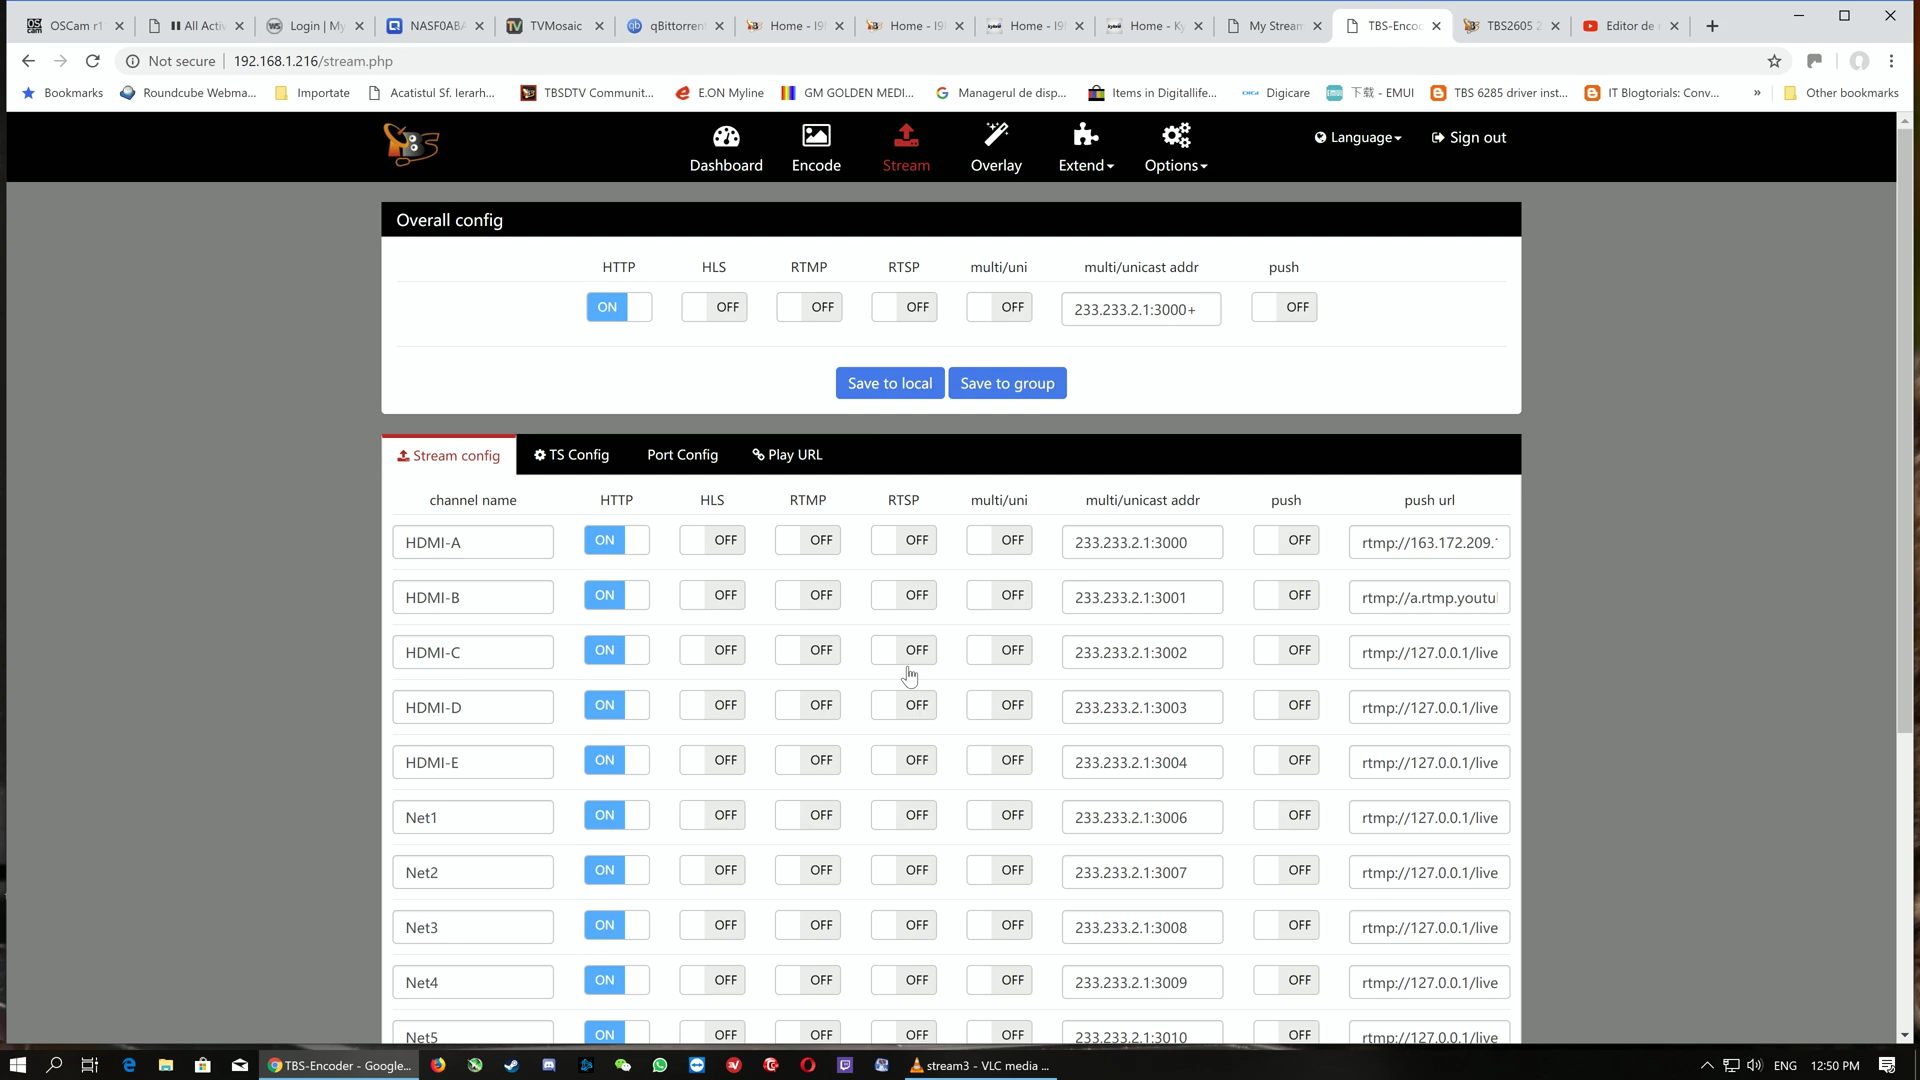 OSCam r1
All Activ
Login | My
NASF0ABA
TVMosaic
qBittorrent
Home - I9I
Home - I9I
Home - I9I
Home - Ky
My Stream
TBS-Encoc
TBS2605 2
Editor de
Not secure 192.168.1.216/stream.php
Bookmarks Roundcube Webma... Importate Acatistul Sf. Ierarh... TBSDTV Communit... E.ON Myline GM GOLDEN MEDI... Managerul de disp... Items in Digitallife... Digicare 下载 - EMUI TBS 6285 driver inst... IT Blogtorials: Conv... » Other bookmarks
Dashboard Encode Stream Overlay Extend Options Language Sign out
Overall config
HTTP HLS RTMP RTSP multi/uni multi/unicast addr push
ON OFF OFF OFF OFF 233.233.2.1:3000+ OFF
Save to local Save to group
Stream config TS Config Port Config Play URL
channel name HTTP HLS RTMP RTSP multi/uni multi/unicast addr push push url
HDMI-A ON OFF OFF OFF OFF 233.233.2.1:3000 OFF rtmp://163.172.209.
HDMI-B ON OFF OFF OFF OFF 233.233.2.1:3001 OFF rtmp://a.rtmp.youtu
HDMI-C ON OFF OFF OFF OFF 233.233.2.1:3002 OFF rtmp://127.0.0.1/live
HDMI-D ON OFF OFF OFF OFF 233.233.2.1:3003 OFF rtmp://127.0.0.1/live
HDMI-E ON OFF OFF OFF OFF 233.233.2.1:3004 OFF rtmp://127.0.0.1/live
Net1 ON OFF OFF OFF OFF 233.233.2.1:3006 OFF rtmp://127.0.0.1/live
Net2 ON OFF OFF OFF OFF 233.233.2.1:3007 OFF rtmp://127.0.0.1/live
Net3 ON OFF OFF OFF OFF 233.233.2.1:3008 OFF rtmp://127.0.0.1/live
Net4 ON OFF OFF OFF OFF 233.233.2.1:3009 OFF rtmp://127.0.0.1/live
Net5 ON OFF OFF OFF OFF 233.233.2.1:3010 OFF rtmp://127.0.0.1/live
TBS-Encoder - Google... stream3 - VLC media ... ENG 12:50 PM